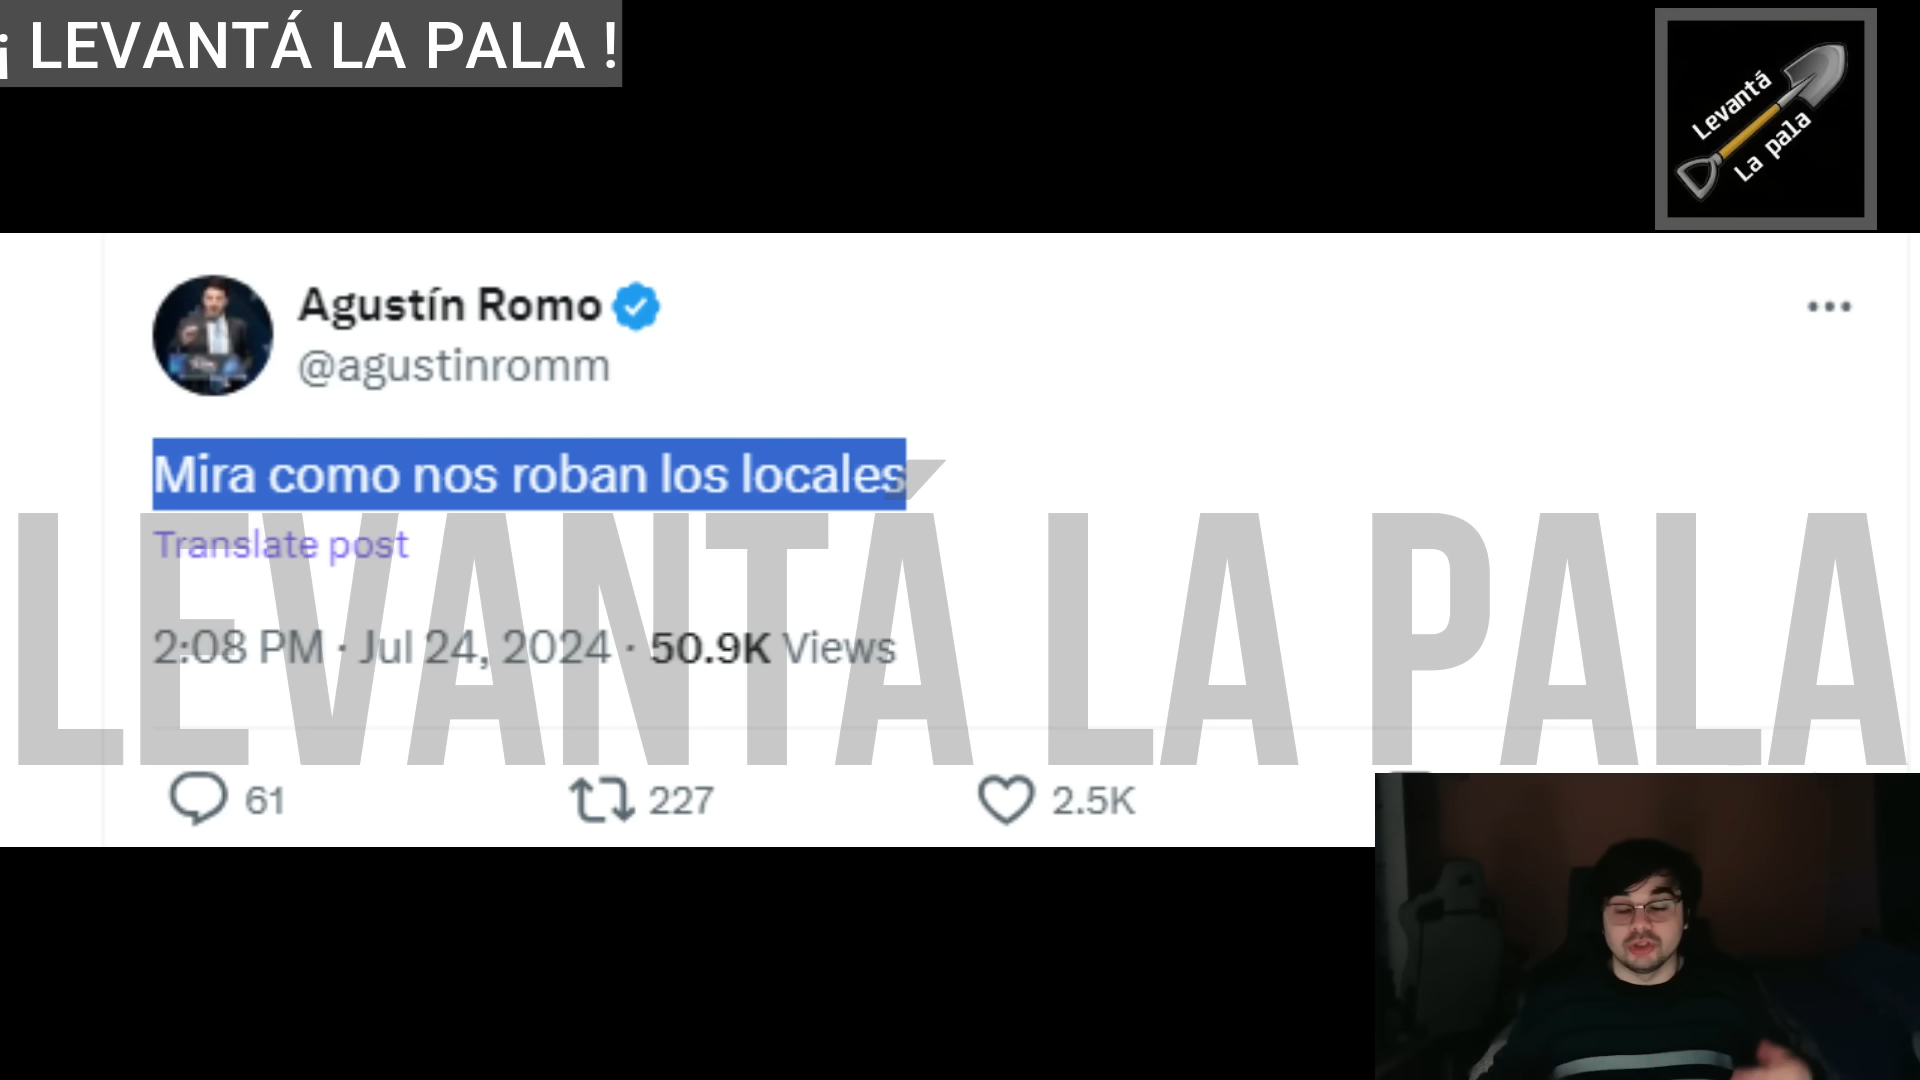 ¡ LEVANTÁ LA PALA !
Levantá
La pala
Agustín Romo
@agustinromm
Mira como nos roban los locales
Translate post
LEVANTÁ LA PALA
2:08 PM · Jul 24, 2024 · 50.9K Views
61 227 2.5K